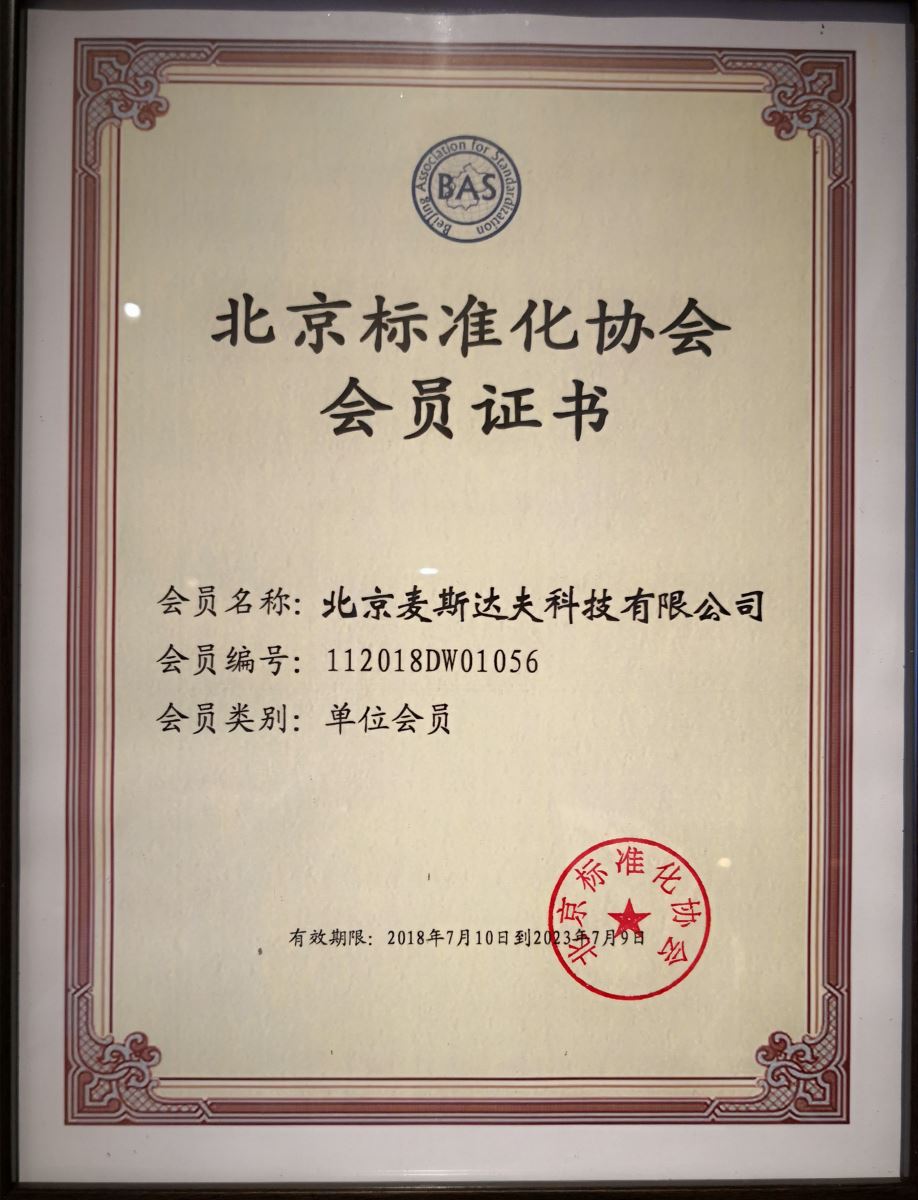 Beijing Association for Standardization
BAS
北京标准化协会
会员证书
会员名称：北京麦斯达夫科技有限公司
会员编号：112018DW01056
会员类别：单位会员
有效期限：2018年7月10日到2023年7月9日
北京标准化协会